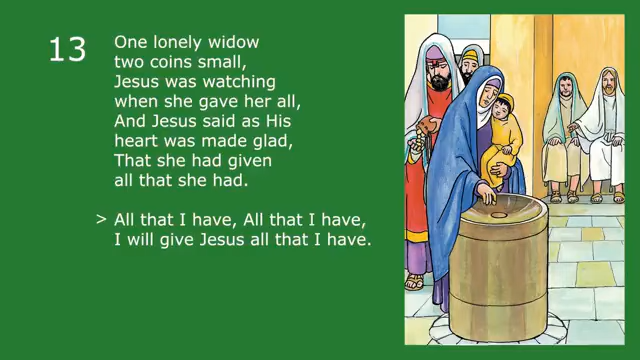 13
One lonely widow
two coins small,
Jesus was watching
when she gave her all,
And Jesus said as His
heart was made glad,
That she had given
all that she had.
> All that I have, All that I have,
I will give Jesus all that I have.